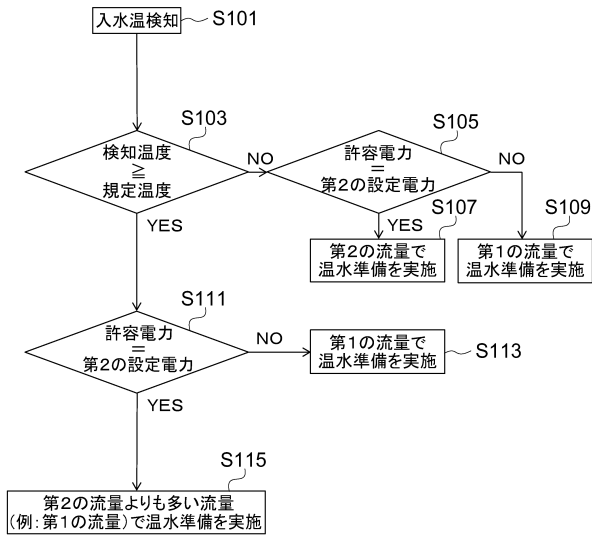 入水温検知
S101
S103
検知温度
≧
規定温度
NO
YES
S105
許容電力
=
第2の設定電力
NO
YES
S107
第2の流量で
温水準備を実施
S109
第1の流量で
温水準備を実施
S111
許容電力
=
第2の設定電力
NO
YES
第1の流量で
温水準備を実施
S113
S115
第2の流量よりも多い流量
(例:第1の流量)で温水準備を実施